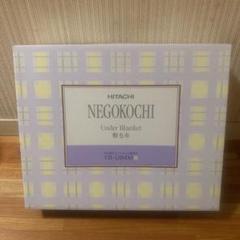 HITACHI
NEGOKOCHI
Under Blanket
敷毛布